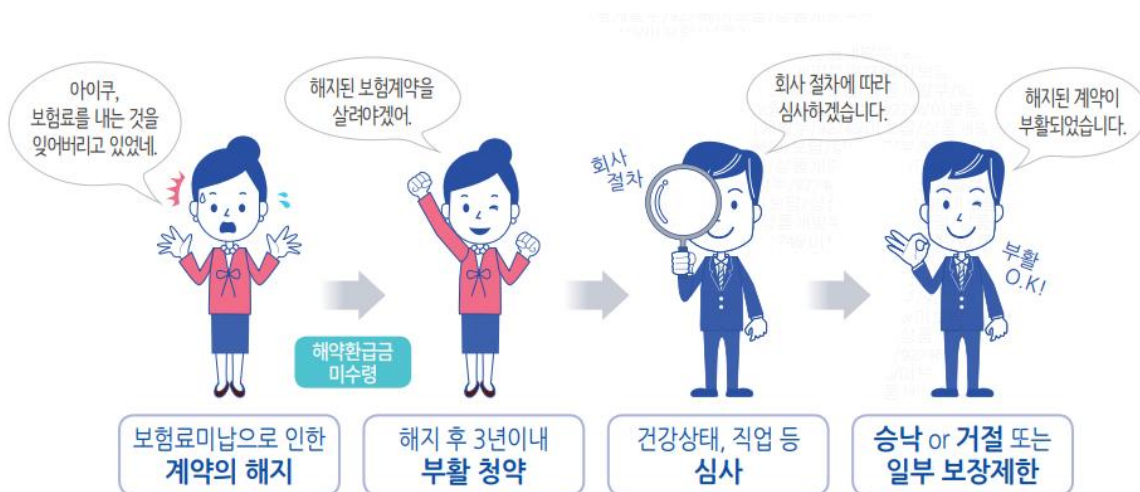 아이쿠,
보험료를 내는 것을
잊어버리고 있었네.
해지된 보험계약을
살려야겠어.
회사 절차에 따라
심사하겠습니다.
해지된 계약이
부활되었습니다.
회사
절차
부활
O.K!
해약환급금
미수령
보험료미납으로 인한
계약의 해지
해지 후 3년이내
부활 청약
건강상태, 직업 등
심사
승낙 or 거절 또는
일부 보장제한